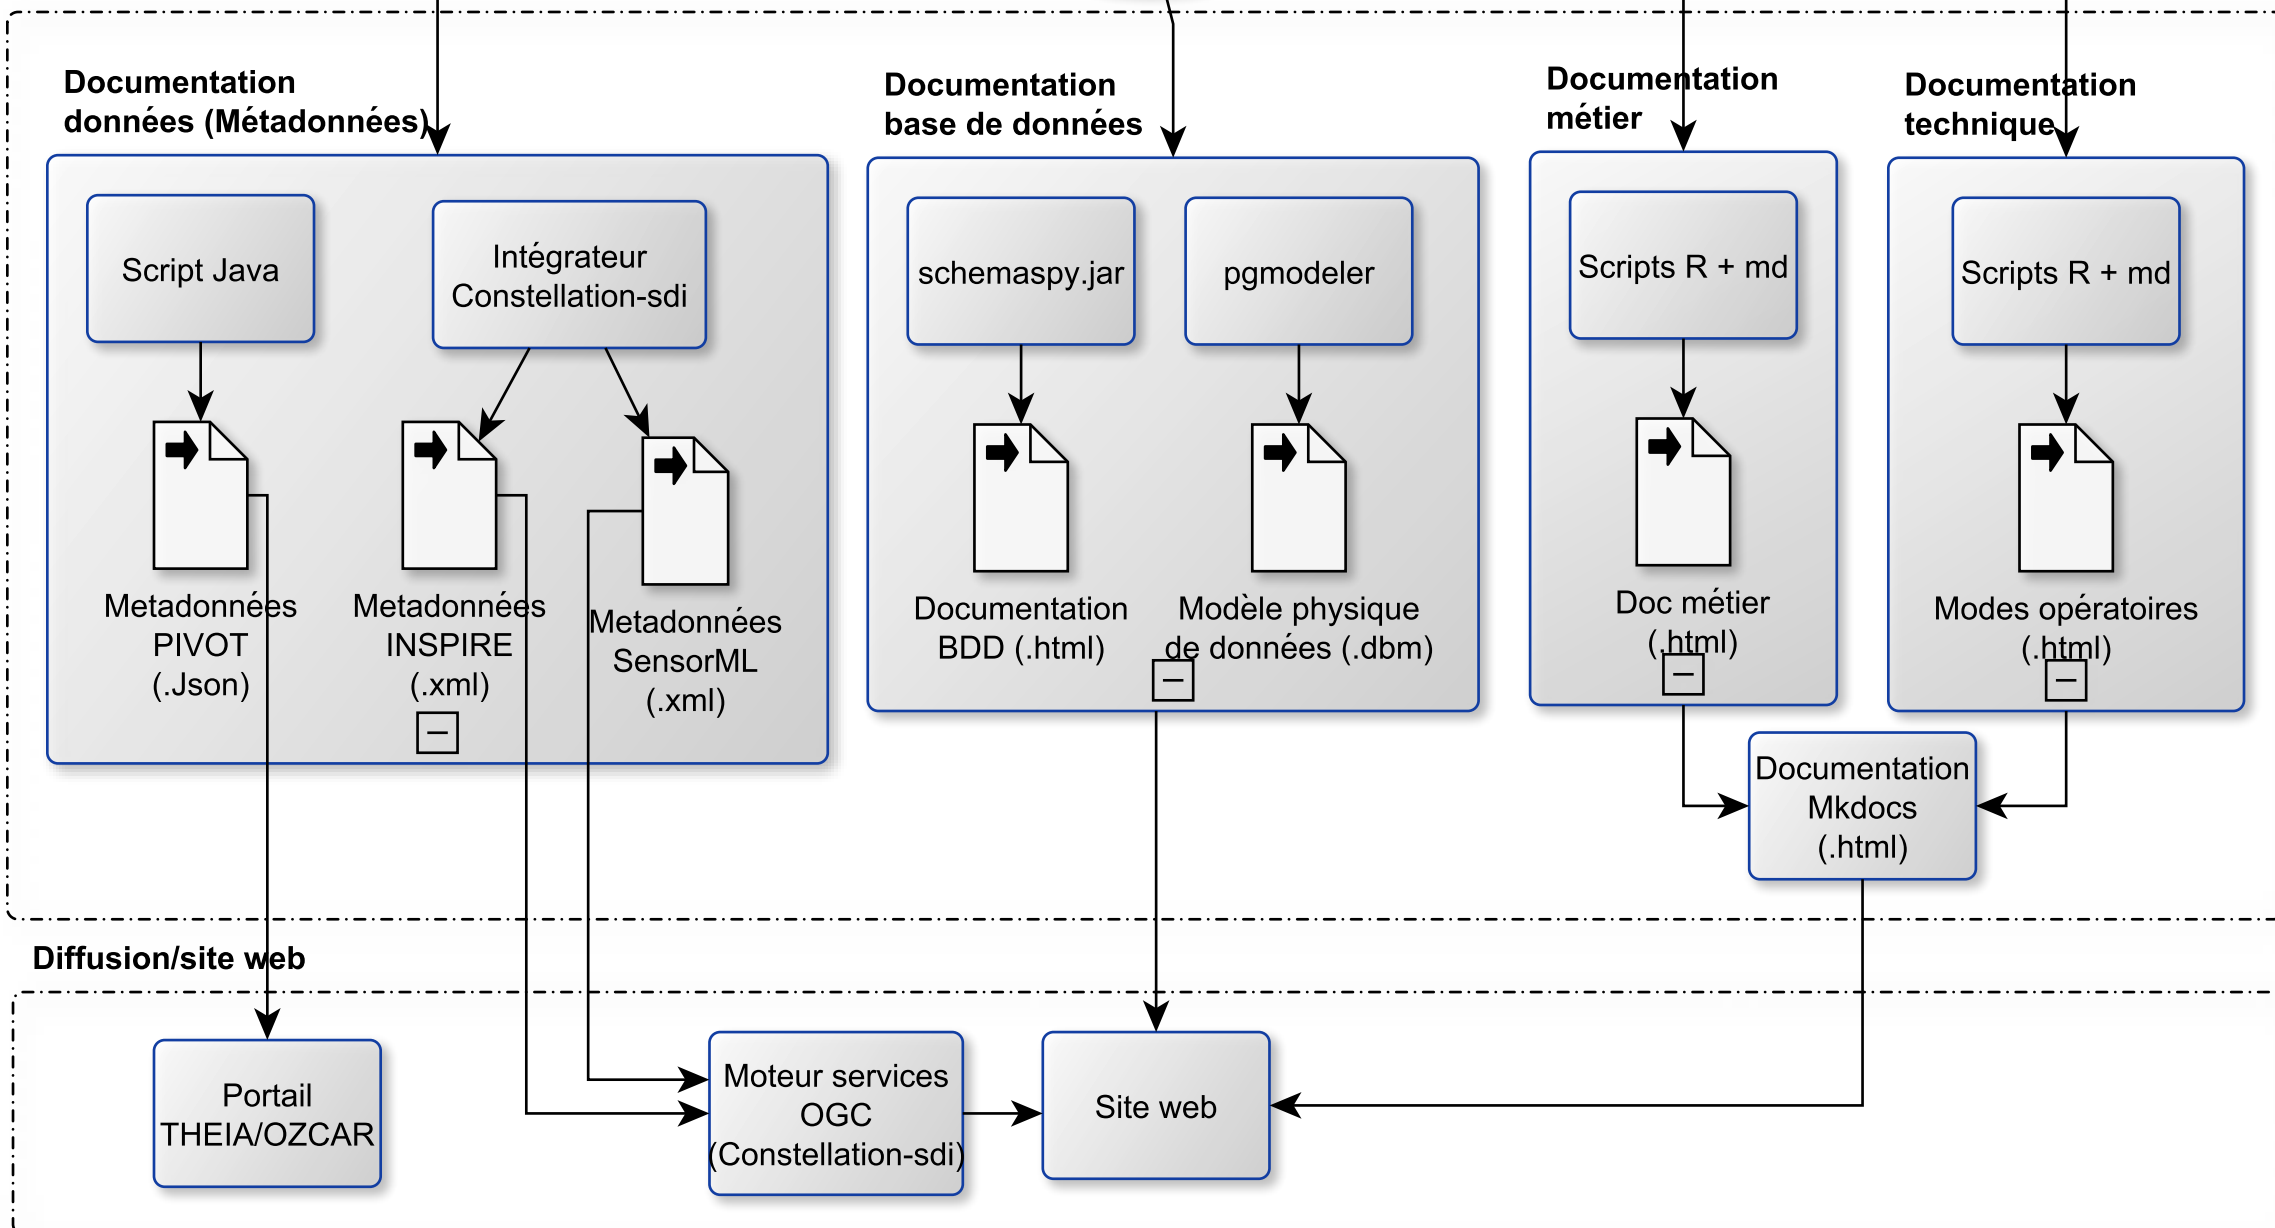 Documentation
données (Métadonnées)
Script Java
Intégrateur
Constellation-sdi
Metadonnées
PIVOT
(.Json)
Metadonnées
INSPIRE
(.xml)
Metadonnées
SensorML
(.xml)
Documentation
base de données
schemaspy.jar
pgmodeler
Documentation
BDD (.html)
Modèle physique
de données (.dbm)
Documentation
métier
Scripts R + md
Doc métier
(.html)
Documentation
technique
Scripts R + md
Modes opératoires
(.html)
Documentation
Mkdocs
(.html)
Diffusion/site web
Portail
THEIA/OZCAR
Moteur services
OGC
(Constellation-sdi)
Site web